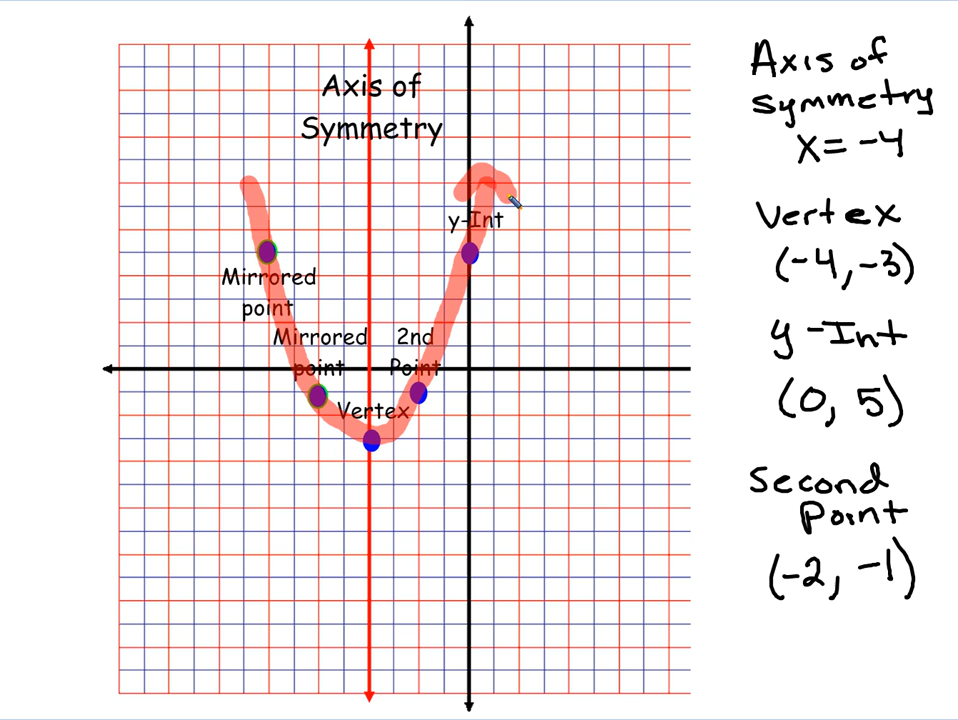 Axis of
Symmetry
y-Int
Mirrored
point
Mirrored
point
2nd
Point
Vertex
Axis of
symmetry
x = -4
Vertex
(-4, -3)
y-Int
(0, 5)
Second
Point
(-2, -1)